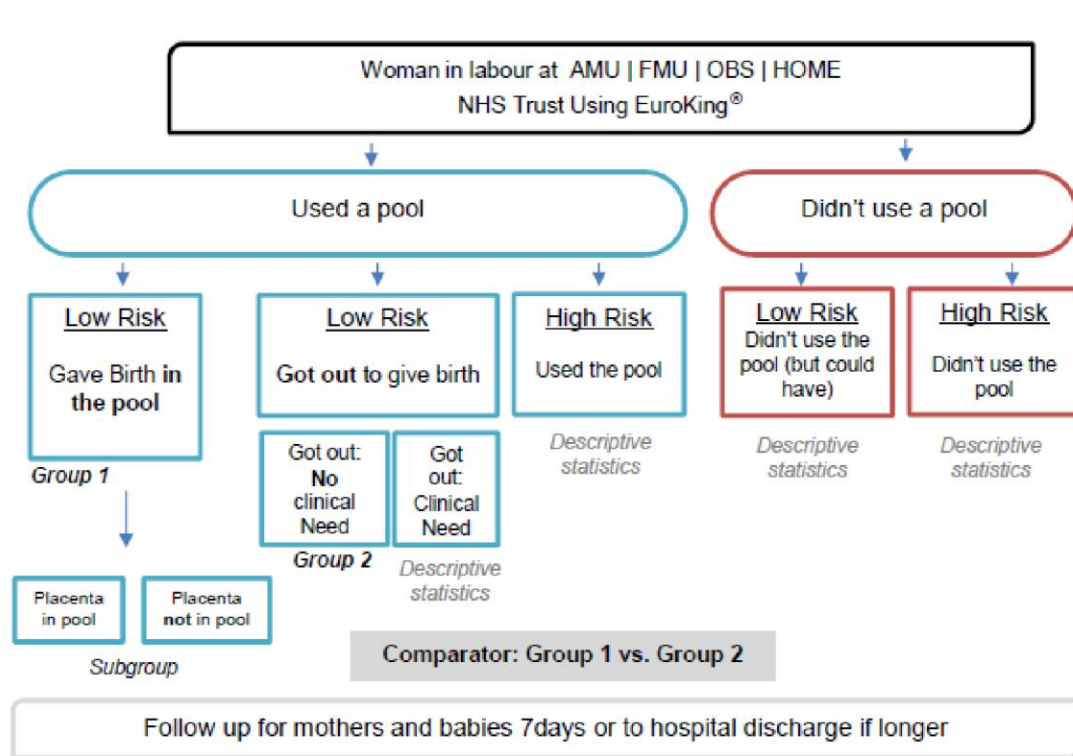 Woman in labour at AMU | FMU | OBS | HOME
NHS Trust Using EuroKing®
Used a pool
Didn't use a pool
Low Risk
Gave Birth in
the pool
Group 1
Low Risk
Got out to give birth
High Risk
Used the pool
Descriptive
statistics
Low Risk
Didn't use the
pool (but could
have)
Descriptive
statistics
High Risk
Didn't use the
pool
Descriptive
statistics
Got out:
No
clinical
Need
Group 2
Got
out:
Clinical
Need
Descriptive
statistics
Placenta
in pool
Placenta
not in pool
Subgroup
Comparator: Group 1 vs. Group 2
Follow up for mothers and babies 7days or to hospital discharge if longer